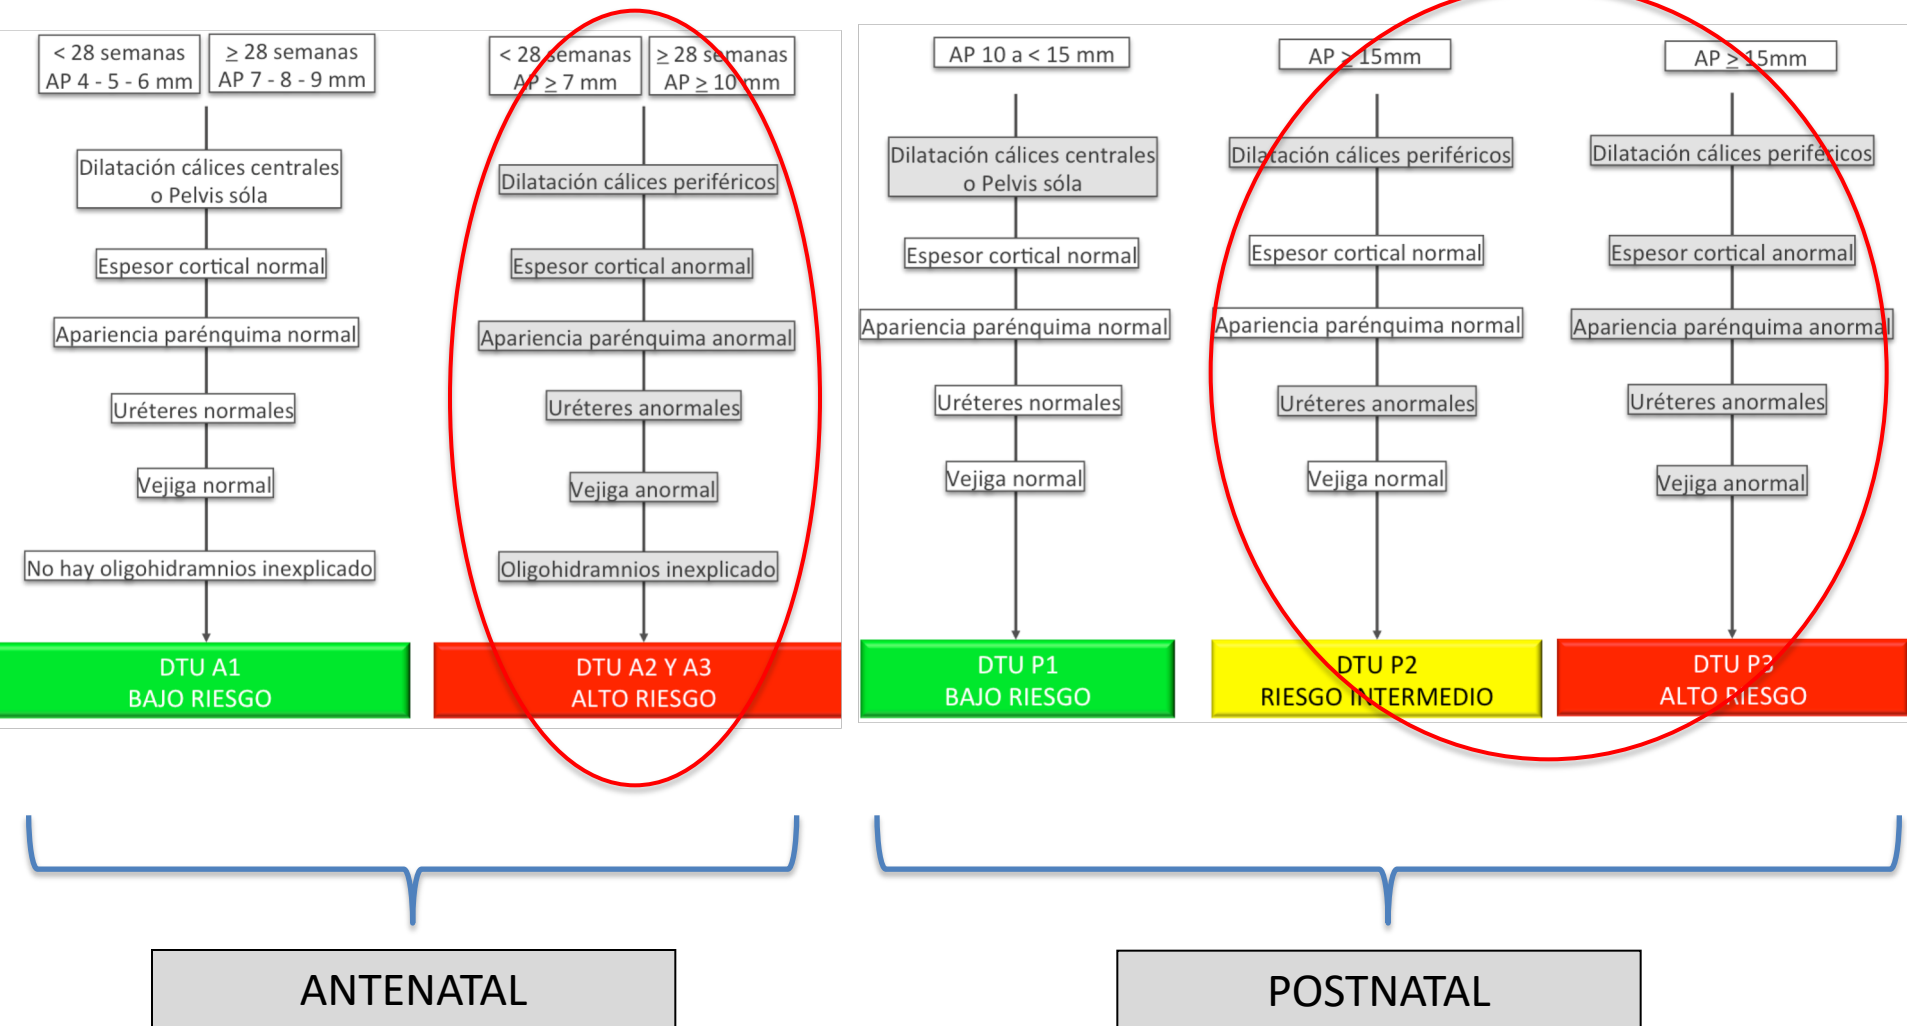 < 28 semanas
AP 4 - 5 - 6 mm
≥ 28 semanas
AP 7 - 8 - 9 mm
Dilatación cálices centrales
o Pelvis sóla
Espesor cortical normal
Apariencia parénquima normal
Uréteres normales
Vejiga normal
No hay oligohidramnios inexplicado
DTU A1
BAJO RIESGO
< 28 semanas
AP ≥ 7 mm
≥ 28 semanas
AP ≥ 10 mm
Dilatación cálices periféricos
Espesor cortical anormal
Apariencia parénquima anormal
Uréteres anormales
Vejiga anormal
Oligohidramnios inexplicado
DTU A2 Y A3
ALTO RIESGO
AP 10 a < 15 mm
Dilatación cálices centrales
o Pelvis sóla
Espesor cortical normal
Apariencia parénquima normal
Uréteres normales
Vejiga normal
DTU P1
BAJO RIESGO
AP ≥ 15mm
Dilatación cálices periféricos
Espesor cortical normal
Apariencia parénquima normal
Uréteres anormales
Vejiga normal
DTU P2
RIESGO INTERMEDIO
AP ≥ 15mm
Dilatación cálices periféricos
Espesor cortical anormal
Apariencia parénquima anormal
Uréteres anormales
Vejiga anormal
DTU P3
ALTO RIESGO
ANTENATAL
POSTNATAL